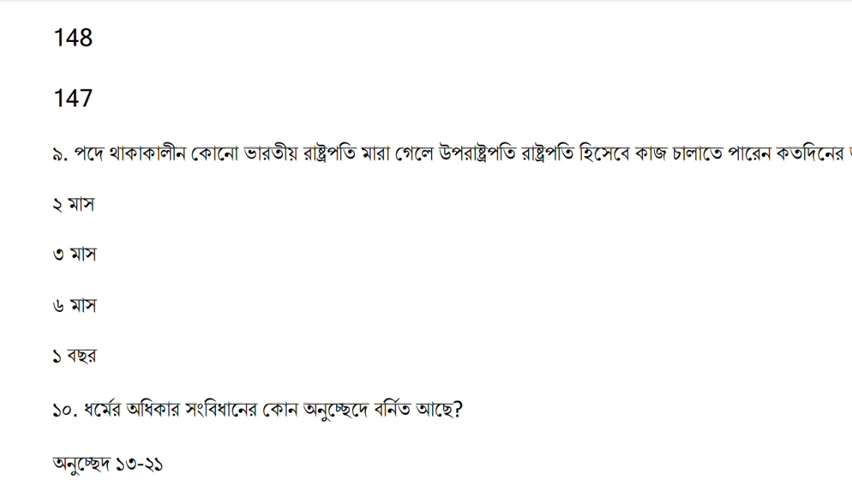 148
147
৯. পদে থাকাকালীন কোনো ভারতীয় রাষ্ট্রপতি মারা গেলে উপরাষ্ট্রপতি রাষ্ট্রপতি হিসেবে কাজ চালাতে পারেন কতদিনের
২ মাস
৩ মাস
৬ মাস
১ বছর
১০. ধর্মের অধিকার সংবিধানের কোন অনুচ্ছেদে বর্নিত আছে?
অনুচ্ছেদ ১৩-২১